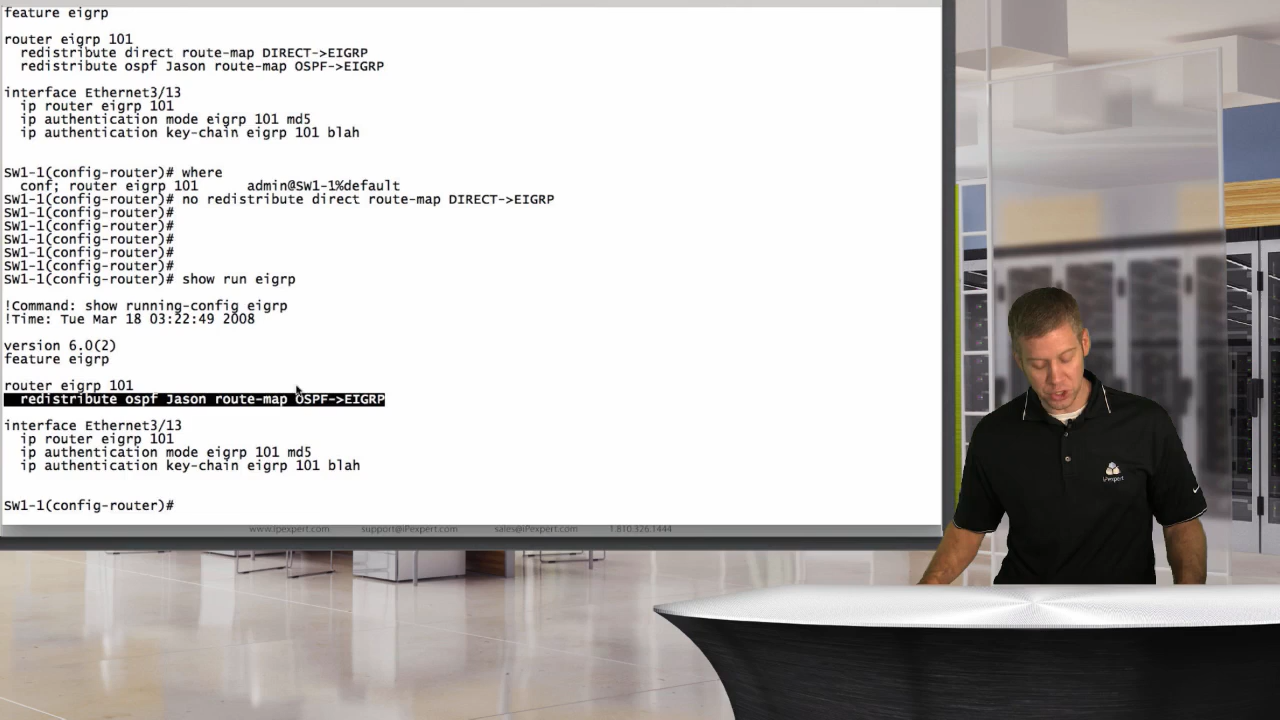 feature eigrp
router eigrp 101
redistribute direct route-map DIRECT->EIGRP
redistribute ospf Jason route-map OSPF->EIGRP
interface Ethernet3/13
ip router eigrp 101
ip authentication mode eigrp 101 md5
ip authentication key-chain eigrp 101 blah
SW1-1(config-router)# where
conf; router eigrp 101      admin@SW1-1%default
SW1-1(config-router)# no redistribute direct route-map DIRECT->EIGRP
SW1-1(config-router)#
SW1-1(config-router)#
SW1-1(config-router)#
SW1-1(config-router)#
SW1-1(config-router)#
SW1-1(config-router)# show run eigrp
!Command: show running-config eigrp
!Time: Tue Mar 18 03:22:49 2008
version 6.0(2)
feature eigrp
router eigrp 101
redistribute ospf Jason route-map OSPF->EIGRP
interface Ethernet3/13
ip router eigrp 101
ip authentication mode eigrp 101 md5
ip authentication key-chain eigrp 101 blah
SW1-1(config-router)#
www.ipexpert.com support@iPexpert.com sales@iPexpert.com 1.810.326.1444
iPexpert